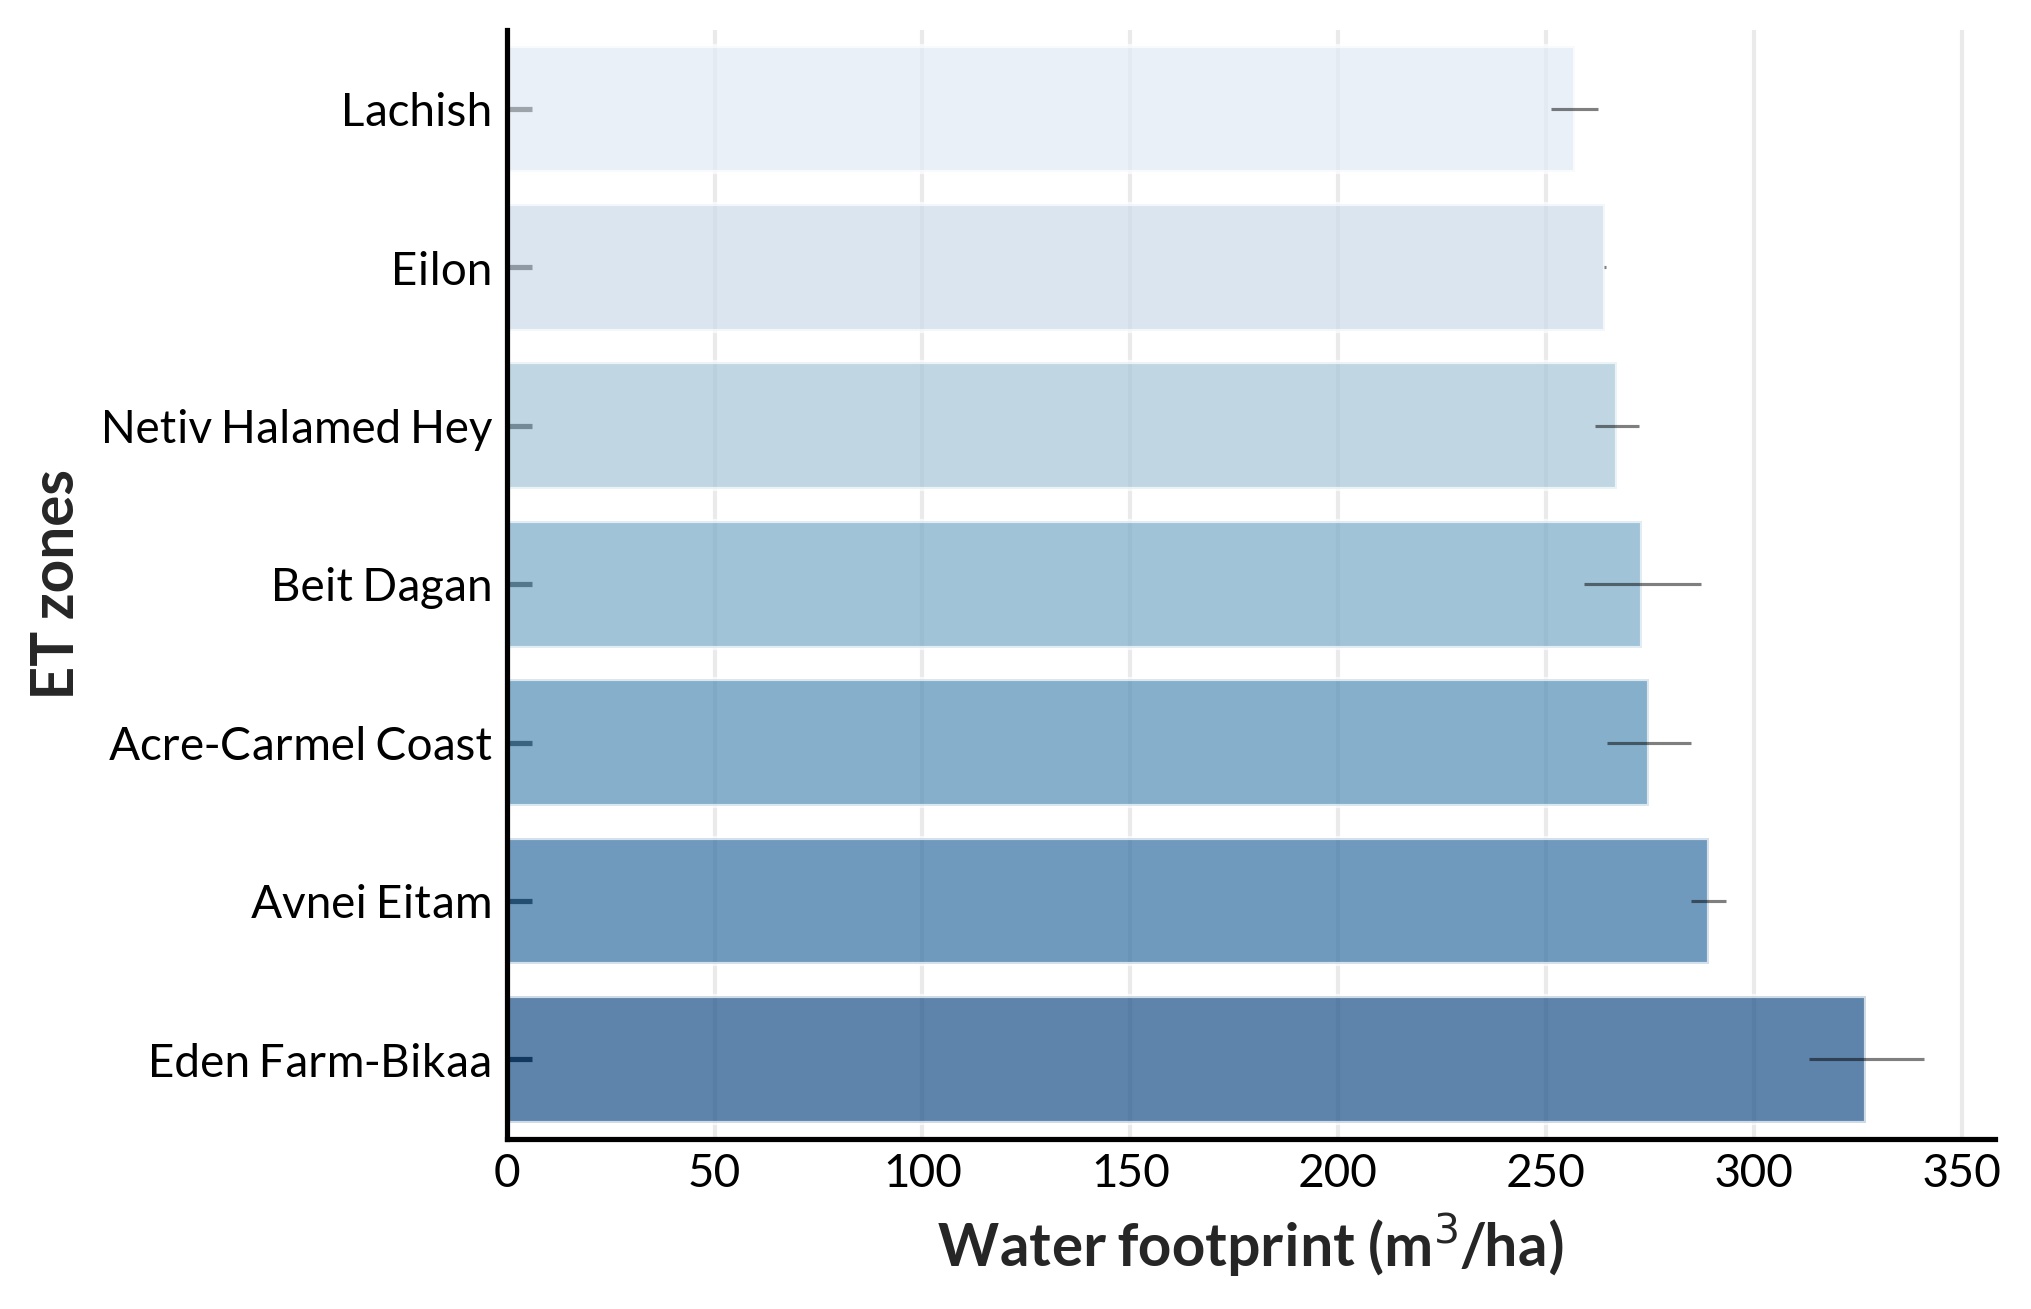 Lachish
Eilon
Netiv Halamed Hey
Beit Dagan
Acre-Carmel Coast
Avnei Eitam
Eden Farm-Bikaa
ET zones
0 50 100 150 200 250 300 350
Water footprint (m³/ha)